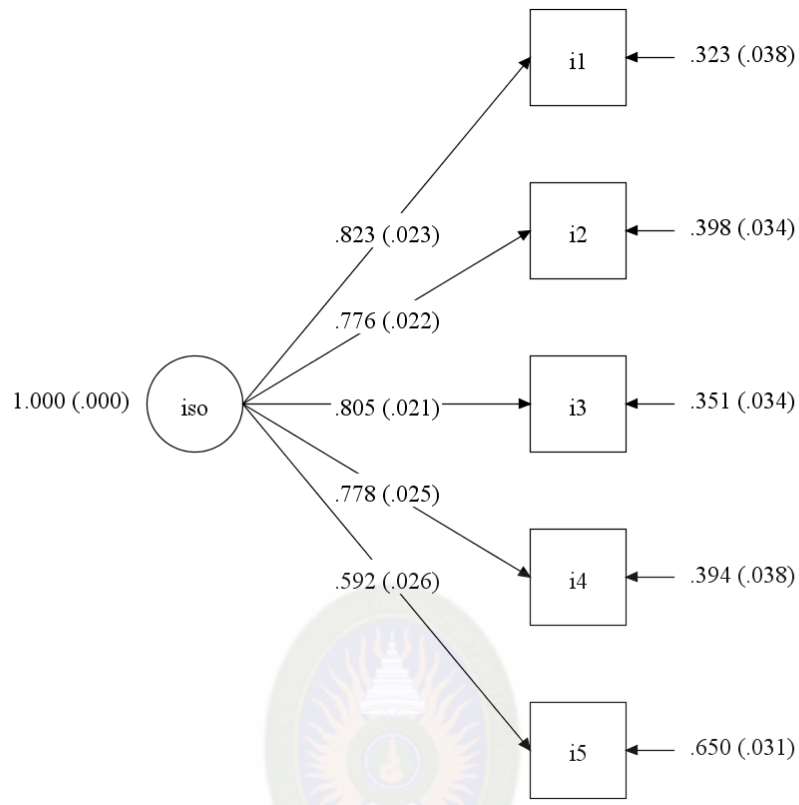 i1
.323 (.038)
.823 (.023)
i2
.398 (.034)
.776 (.022)
1.000 (.000)
iso
.805 (.021)
i3
.351 (.034)
.778 (.025)
i4
.394 (.038)
.592 (.026)
i5
.650 (.031)